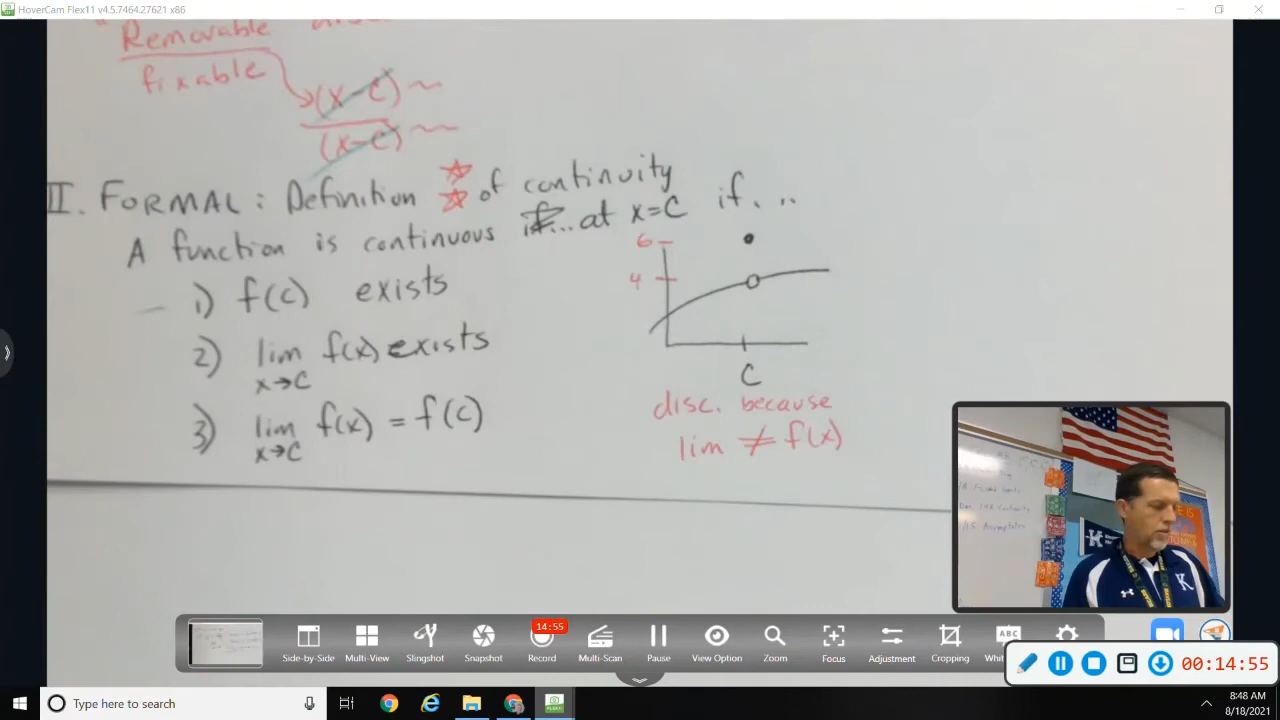 HoverCam Flex11 v4.5.7464.27621 x86
Removable
fixable
(x-c)
(x-c)
II. FORMAL: Definition of continuity
A function is continuous if... at x=c if...
1) f(c) exists
2) lim f(x) exists
x→c
3) lim f(x) = f(c)
x→c
6
4
C
disc. because
lim ≠ f(x)
K
14:55
Side-by-Side Multi-View Slingshot Snapshot Record Multi-Scan Pause View Option Zoom Focus Adjustment Cropping
ABC
00:14:55
Type here to search
FLEX11
8:48 AM
8/18/2021